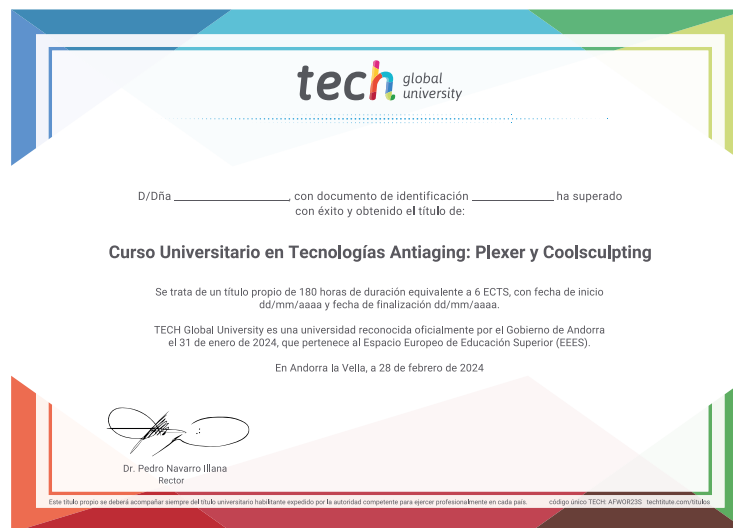 tech global
university
D/Dña ____________________, con documento de identificación ______________ ha superado
con éxito y obtenido el título de:
Curso Universitario en Tecnologías Antiaging: Plexer y Coolsculpting
Se trata de un título propio de 180 horas de duración equivalente a 6 ECTS, con fecha de inicio
dd/mm/aaaa y fecha de finalización dd/mm/aaaa.
TECH Global University es una universidad reconocida oficialmente por el Gobierno de Andorra
el 31 de enero de 2024, que pertenece al Espacio Europeo de Educación Superior (EEES).
En Andorra la Vella, a 28 de febrero de 2024
Dr. Pedro Navarro Illana
Rector
Este título propio se deberá acompañar siempre del título universitario habilitante expedido por la autoridad competente para ejercer profesionalmente en cada país. código único TECH: AFWOR23S techtitute.com/titulos